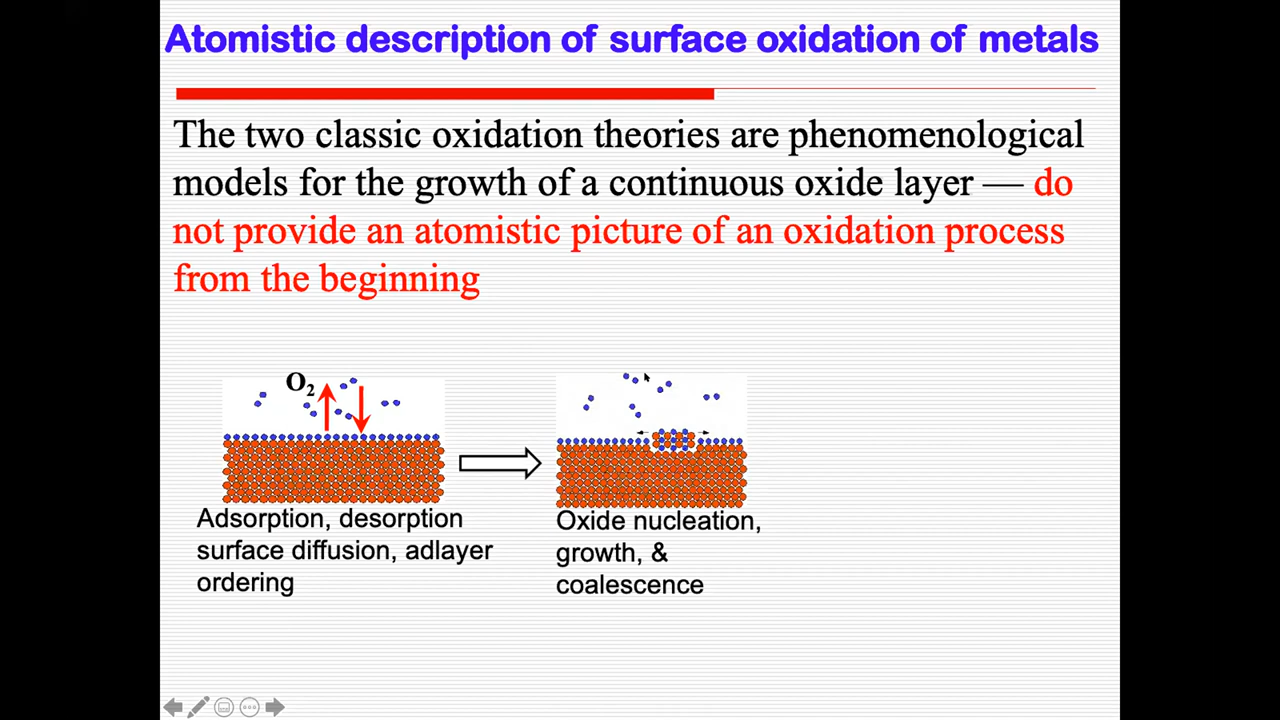 Atomistic description of surface oxidation of metals
The two classic oxidation theories are phenomenological
models for the growth of a continuous oxide layer — do
not provide an atomistic picture of an oxidation process
from the beginning
O₂
Adsorption, desorption
surface diffusion, adlayer
ordering
Oxide nucleation,
growth, &
coalescence